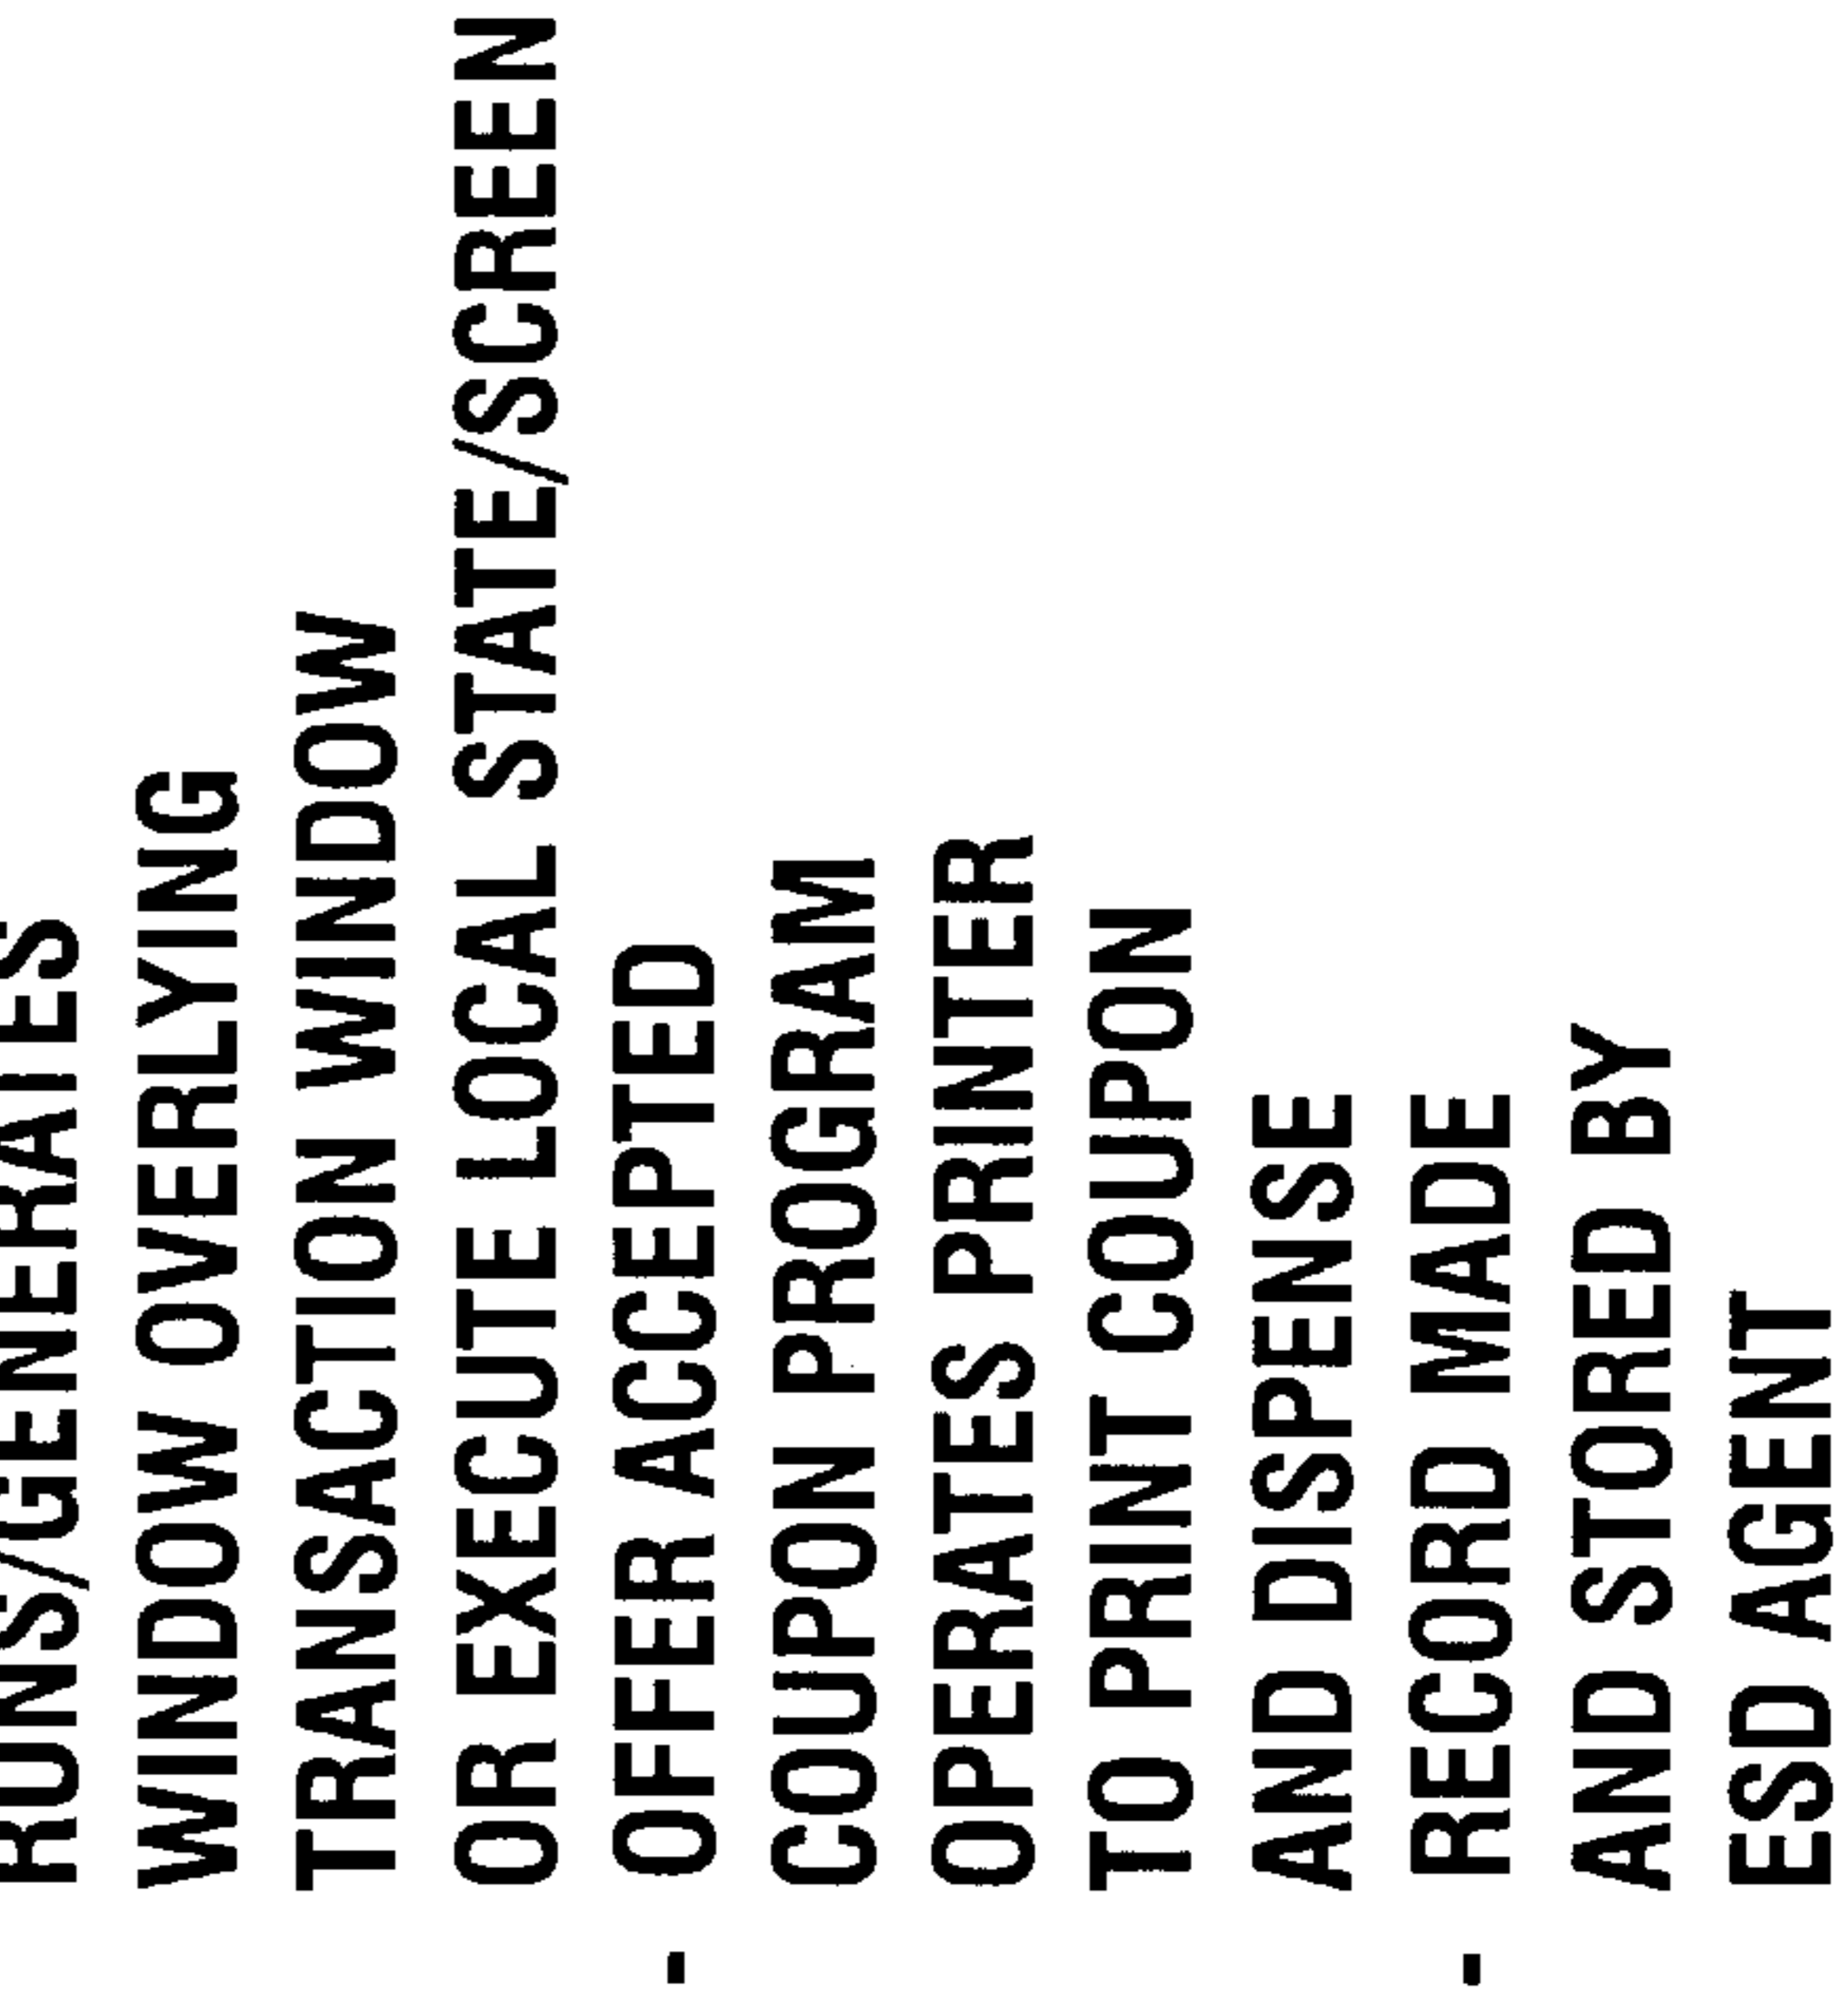 RUNS/GENERATES
WINDOW OVERLYING
TRANSACTION WINDOW
OR EXECUTE LOCAL STATE/SCREEN
- OFFER ACCEPTED
COUPON PROGRAM
OPERATES PRINTER
TO PRINT COUPON
AND DISPENSE
- RECORD MADE
AND STORED BY
ESD AGENT